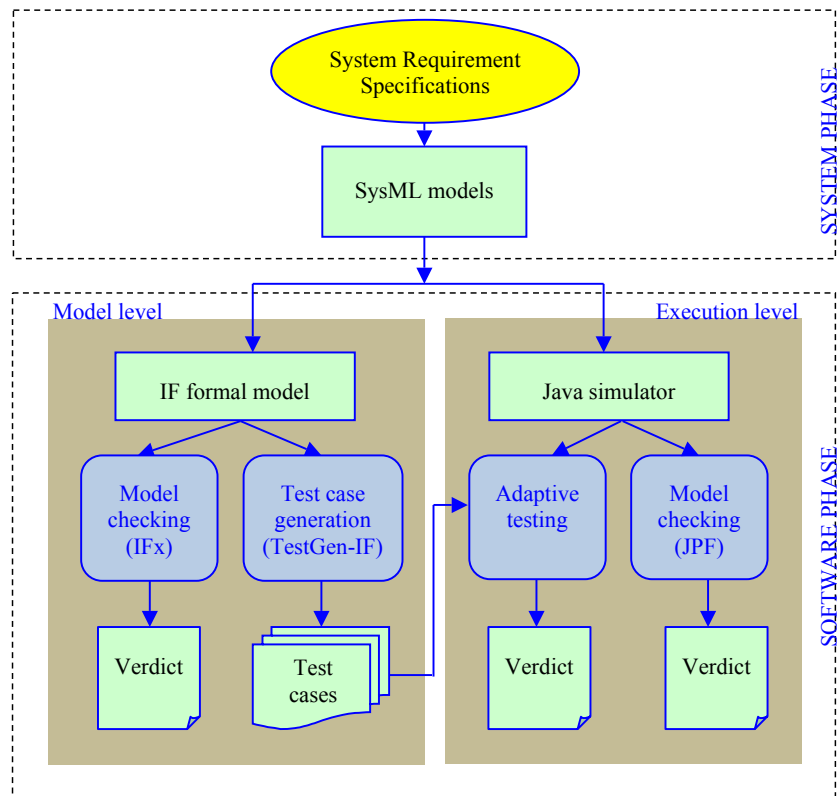 System Requirement
Specifications
SYSTEM PHASE
SysML models
Model level
Execution level
IF formal model
Java simulator
Model
checking
(IFx)
Test case
generation
(TestGen-IF)
Adaptive
testing
Model
checking
(JPF)
SOFTWARE PHASE
Verdict
Test
cases
Verdict
Verdict